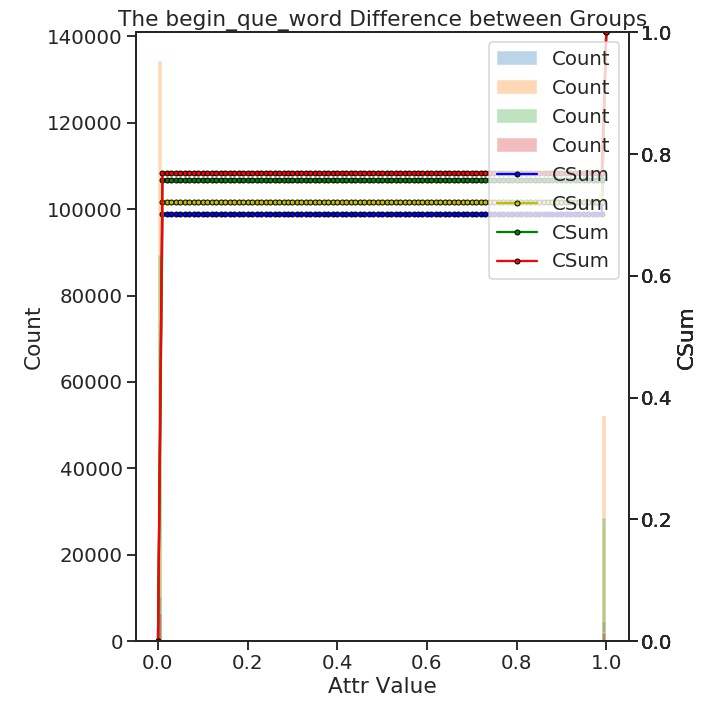 The begin_que_word Difference between Groups
140000
120000
100000
80000
60000
40000
20000
0
Count
1.0
0.8
0.6
0.4
0.2
0.0
CSum
Count
Count
Count
Count
CSum
CSum
CSum
CSum
0.0
0.2
0.4
0.6
0.8
1.0
Attr Value